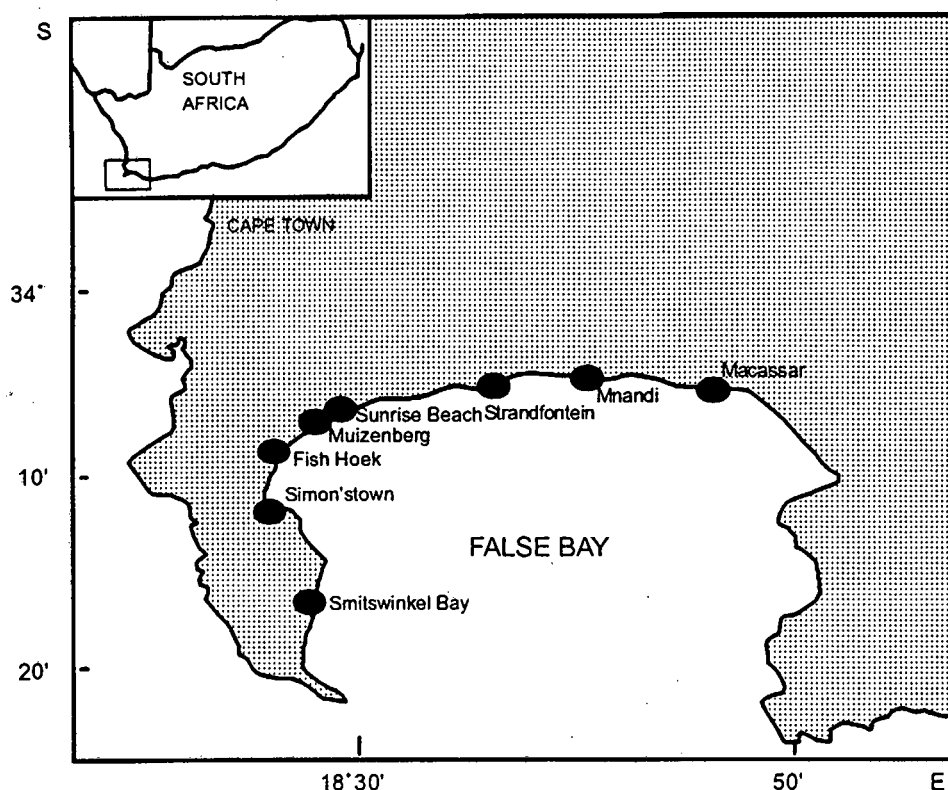 S
SOUTH
AFRICA
CAPE TOWN
34°
Macassar
Mnandi
Sunrise Beach
Strandfontein
Muizenberg
Fish Hoek
10'
Simon'stown
FALSE BAY
Smitswinkel Bay
20'
18°30'
50'
E